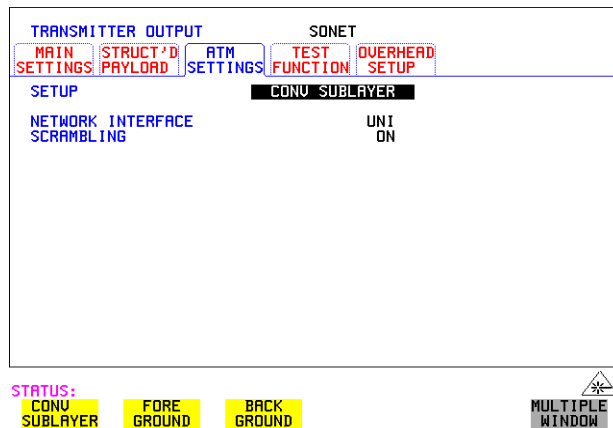 TRANSMITTER OUTPUT SONET
MAIN STRUCT'D ATM TEST OVERHEAD
SETTINGS PAYLOAD SETTINGS FUNCTION SETUP
SETUP CONV SUBLAYER
NETWORK INTERFACE UNI
SCRAMBLING ON
STATUS:
CONV FORE BACK MULTIPLE
SUBLAYER GROUND GROUND WINDOW